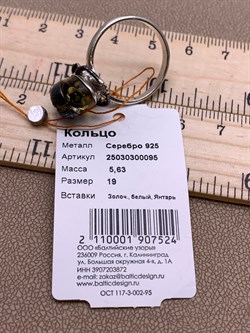 Кольцо
Металл Серебро 925
Артикул 25030300095
Масса 5,63
Размер 19
Вставки Золоч., белый, Янтарь
2 110001 907524
ООО «Балтийские узоры»
236009 Россия, г. Калининград,
ул. Большая окружная 4-я, д. 1А
ИНН 3907203872
e-mail: zakaz@balticdesign.ru
www.balticdesign.ru
ОСТ 117-3-002-95